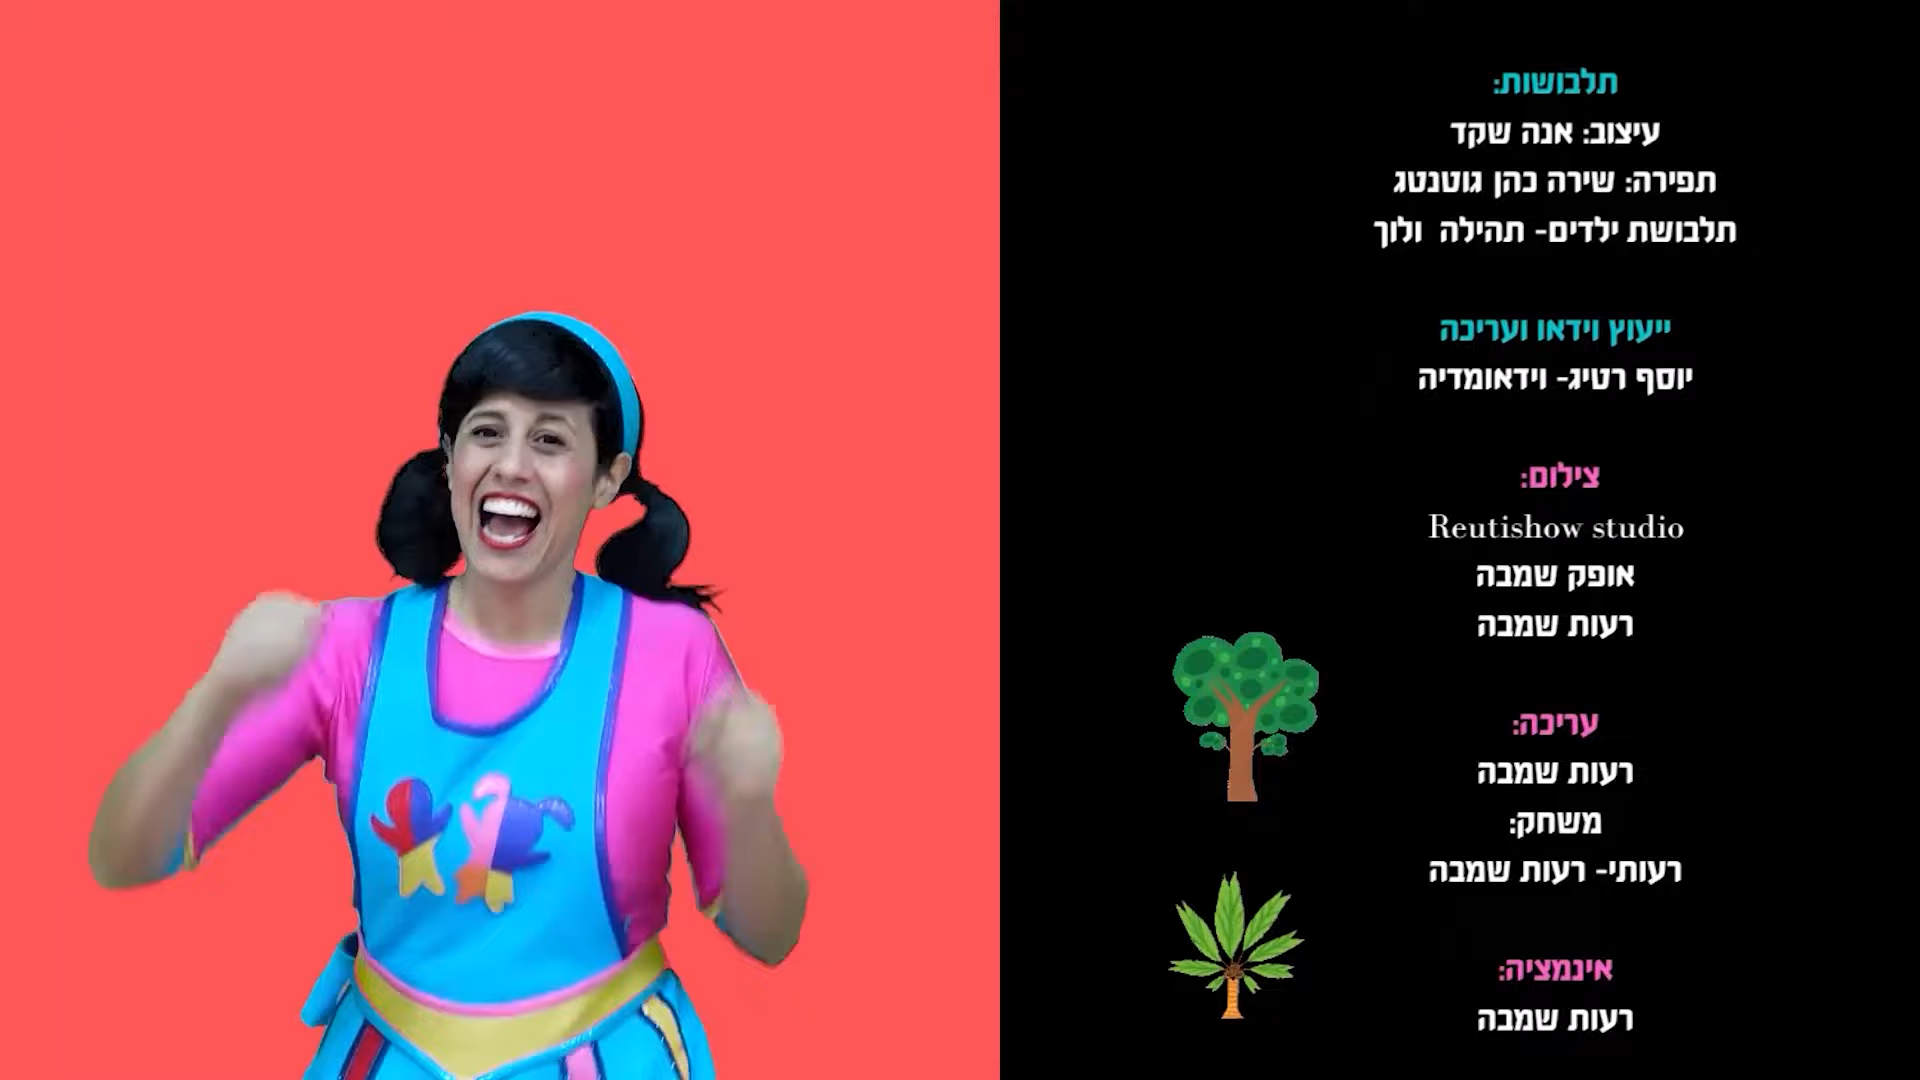 תלבושות:
עיצוב: אנה שקד
תפירה: שירה כהן גוטנטג
תלבושת ילדים- תהילה ולוך
ייעוץ וידאו ועריכה
יוסף רטיג- וידאומדיה
צילום:
Reutishow studio
אופק שמבה
רעות שמבה
עריכה:
רעות שמבה
משחק:
רעותי- רעות שמבה
אינמציה:
רעות שמבה